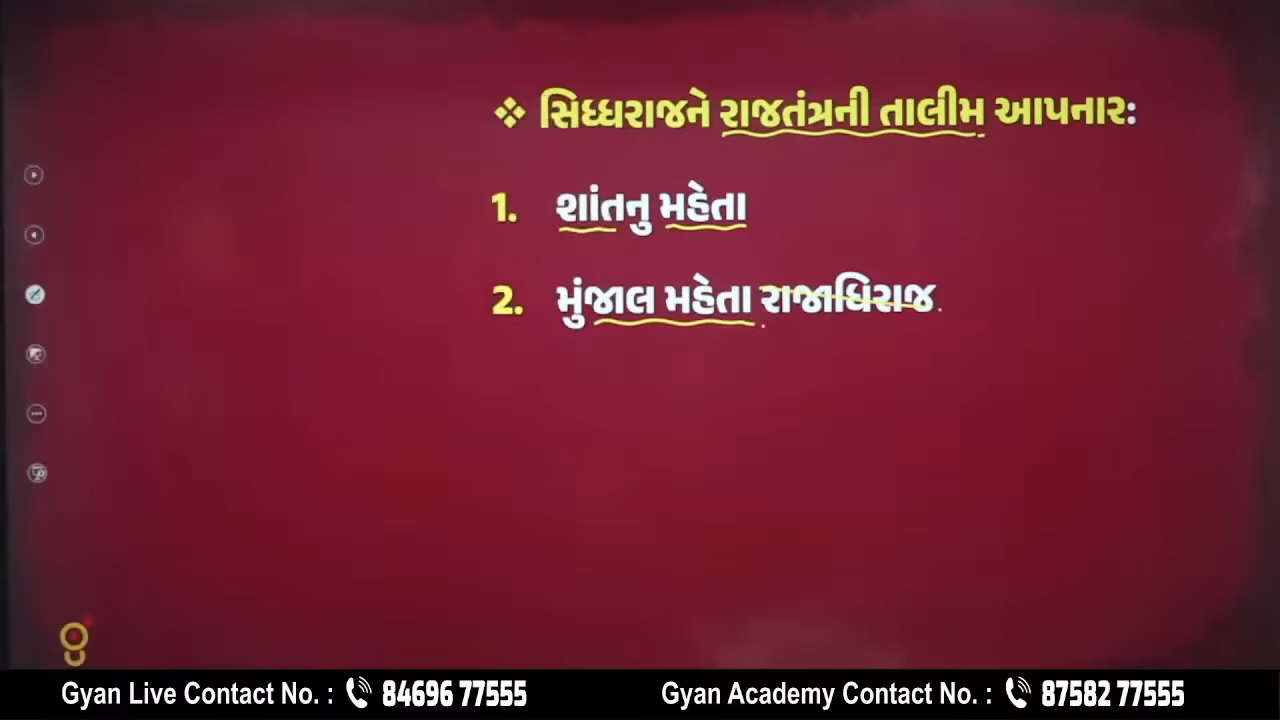 ❖ સિધ્ધરાજને રાજતંત્રની તાલીમ આપનાર:
1. શાંતનુ મહેતા
2. મુંજાલ મહેતા રાજાધિરાજ
Gyan Live Contact No. : 84696 77555 Gyan Academy Contact No. : 87582 77555